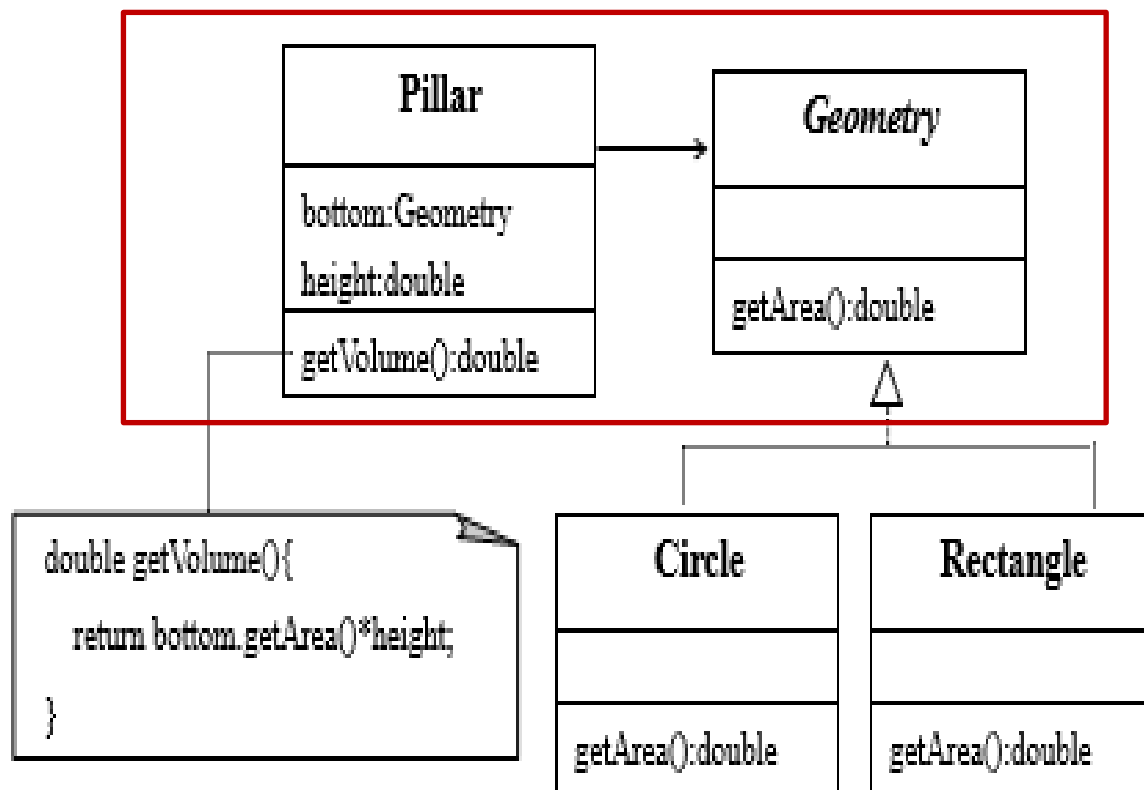 Pillar
bottom:Geometry
height:double
getVolume():double
Geometry
getArea():double
double getVolume(){
return bottom.getArea()*height;
}
Circle
getArea():double
Rectangle
getArea():double